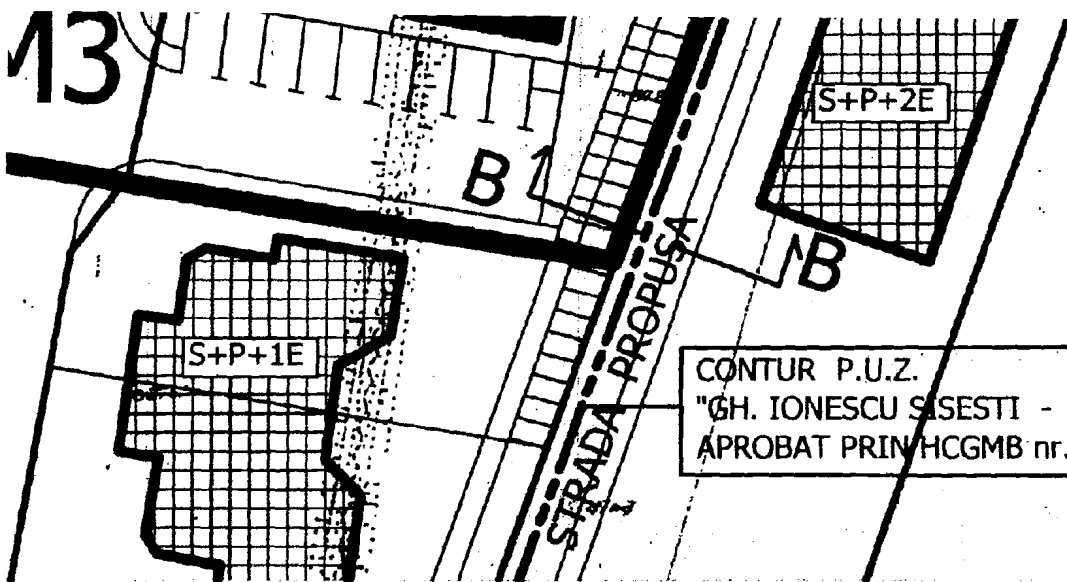 M3
S+P+2E
B
B
S+P+1E
STRADA PROPUSA
CONTUR P.U.Z.
"GH. IONESCU SISESTI -
APROBAT PRIN HCGMB nr.